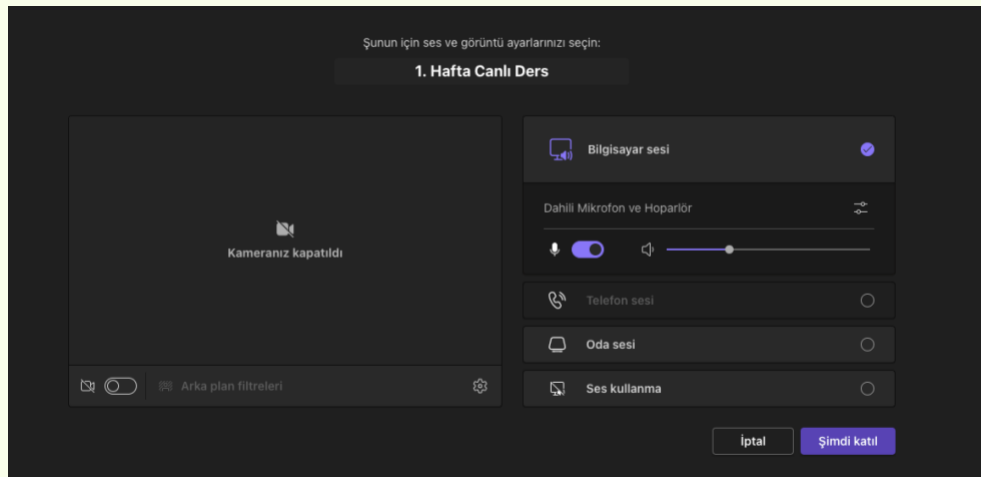 Şunun için ses ve görüntü ayarlarınızı seçin:
1. Hafta Canlı Ders
Kameranız kapatıldı
Arka plan filtreleri
Bilgisayar sesi
Dahili Mikrofon ve Hoparlör
Telefon sesi
Oda sesi
Ses kullanma
İptal
Şimdi katıl